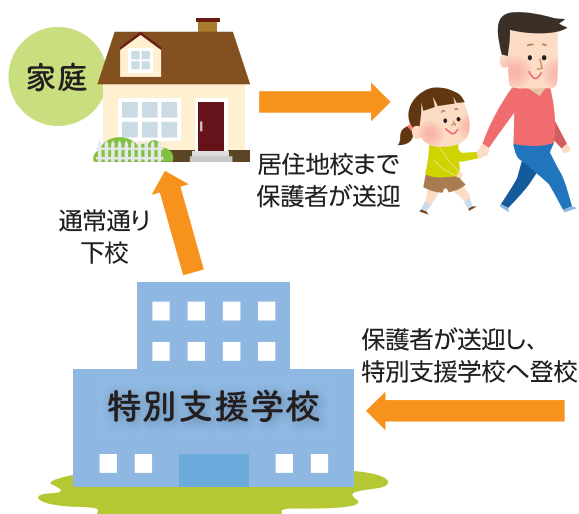 家庭
居住地校まで
保護者が送迎
通常通り
下校
保護者が送迎し、
特別支援学校へ登校
特別支援学校